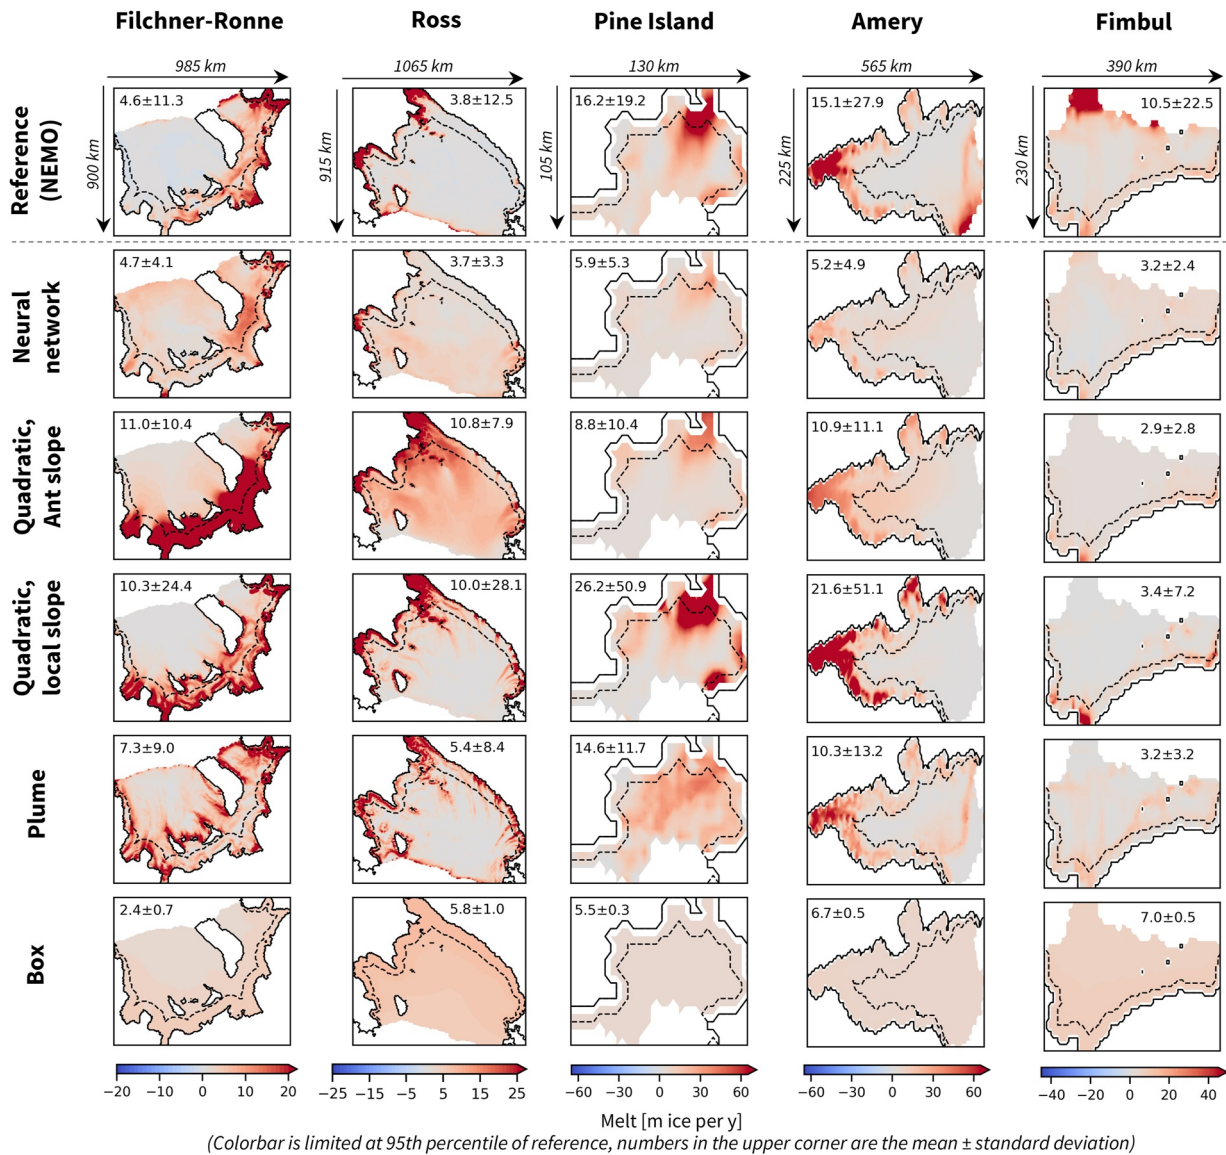 Filchner-Ronne Ross Pine Island Amery Fimbul
985 km 1065 km 130 km 565 km 390 km
Reference
(NEMO)
900 km 915 km 105 km 225 km 230 km
4.6±11.3 3.8±12.5 16.2±19.2 15.1±27.9 10.5±22.5
Neural
network
4.7±4.1 3.7±3.3 5.9±5.3 5.2±4.9 3.2±2.4
Quadratic,
Ant slope
11.0±10.4 10.8±7.9 8.8±10.4 10.9±11.1 2.9±2.8
Quadratic,
local slope
10.3±24.4 10.0±28.1 26.2±50.9 21.6±51.1 3.4±7.2
Plume
7.3±9.0 5.4±8.4 14.6±11.7 10.3±13.2 3.2±3.2
Box
2.4±0.7 5.8±1.0 5.5±0.3 6.7±0.5 7.0±0.5
−20 −10 0 10 20 −25 −15 −5 5 15 25 −60 −30 0 30 60 −60 −30 0 30 60 −40 −20 0 20 40
Melt [m ice per y]
(Colorbar is limited at 95th percentile of reference, numbers in the upper corner are the mean ± standard deviation)